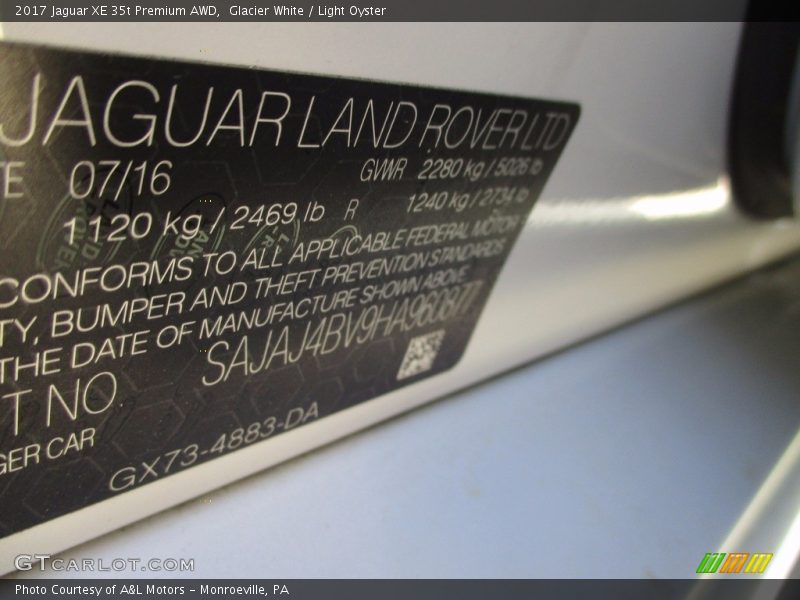 2017 Jaguar XE 35t Premium AWD,  Glacier White / Light Oyster
JAGUAR LAND ROVER LTD
TE 07/16 GWR 2280 kg / 5026 lb
1120 kg / 2469 lb R 1240 kg / 2734 lb
CONFORMS TO ALL APPLICABLE FEDERAL MOTOR
TY, BUMPER AND THEFT PREVENTION STANDARDS
THE DATE OF MANUFACTURE SHOWN ABOVE
T NO SAJAJ4BV9HA960877
GER CAR
GX73-4883-DA
GTCARLOT.COM
Photo Courtesy of A&L Motors – Monroeville, PA